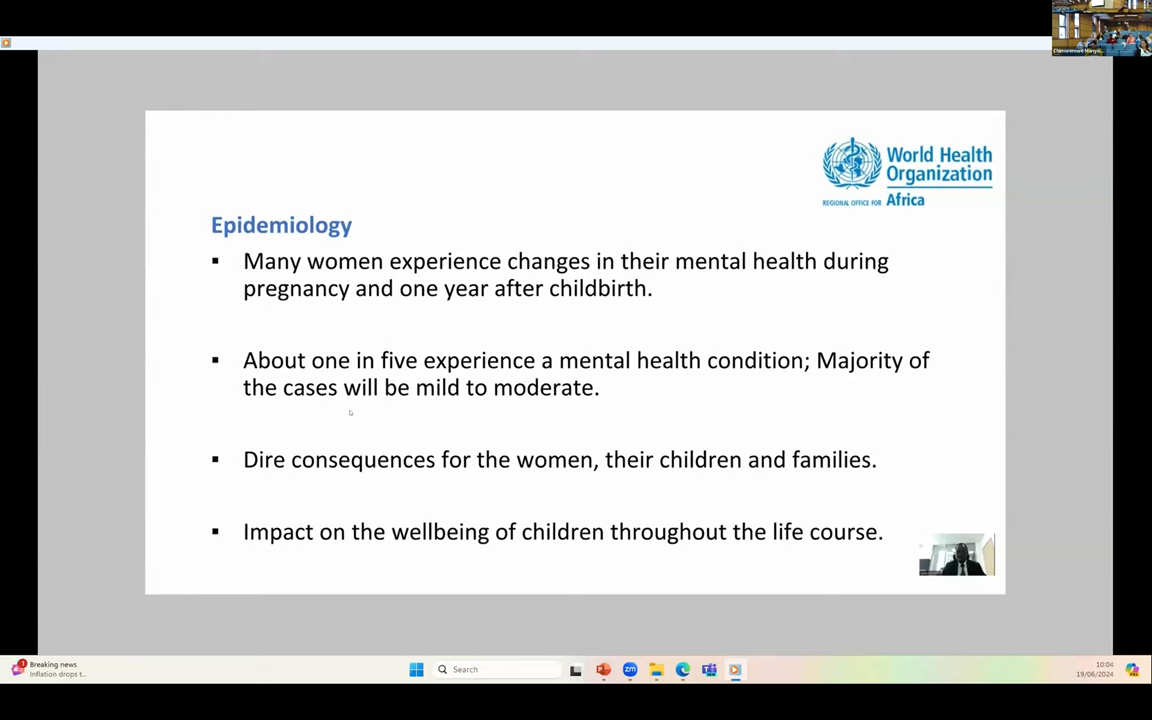 World Health
Organization
REGIONAL OFFICE FOR Africa
Epidemiology
▪ Many women experience changes in their mental health during
pregnancy and one year after childbirth.
▪ About one in five experience a mental health condition; Majority of
the cases will be mild to moderate.
▪ Dire consequences for the women, their children and families.
▪ Impact on the wellbeing of children throughout the life course.
1
Breaking news
Inflation drops t...
Search
zm
10:04
19/06/2024